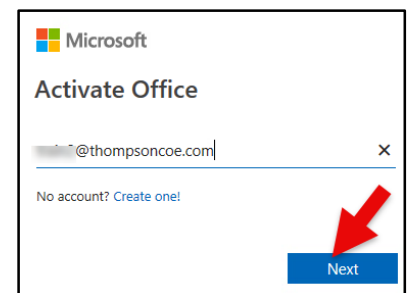 Microsoft
Activate Office
@thompsoncoe.com
No account? Create one!
Next